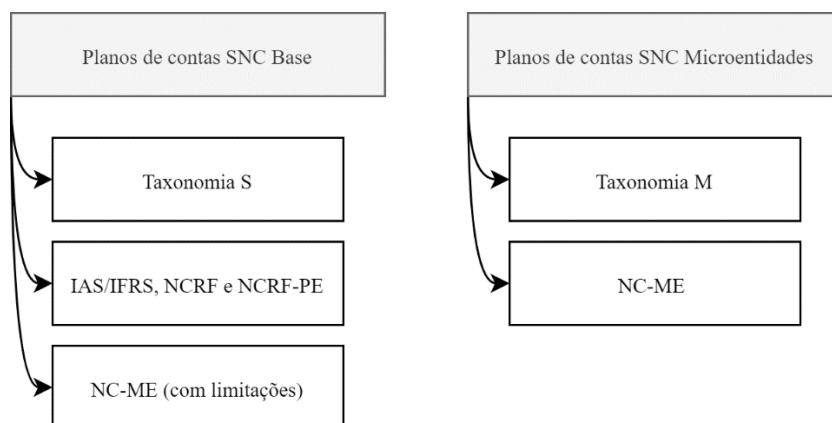 Planos de contas SNC Base
Taxonomia S
IAS/IFRS, NCRF e NCRF-PE
NC-ME (com limitações)
Planos de contas SNC Microentidades
Taxonomia M
NC-ME